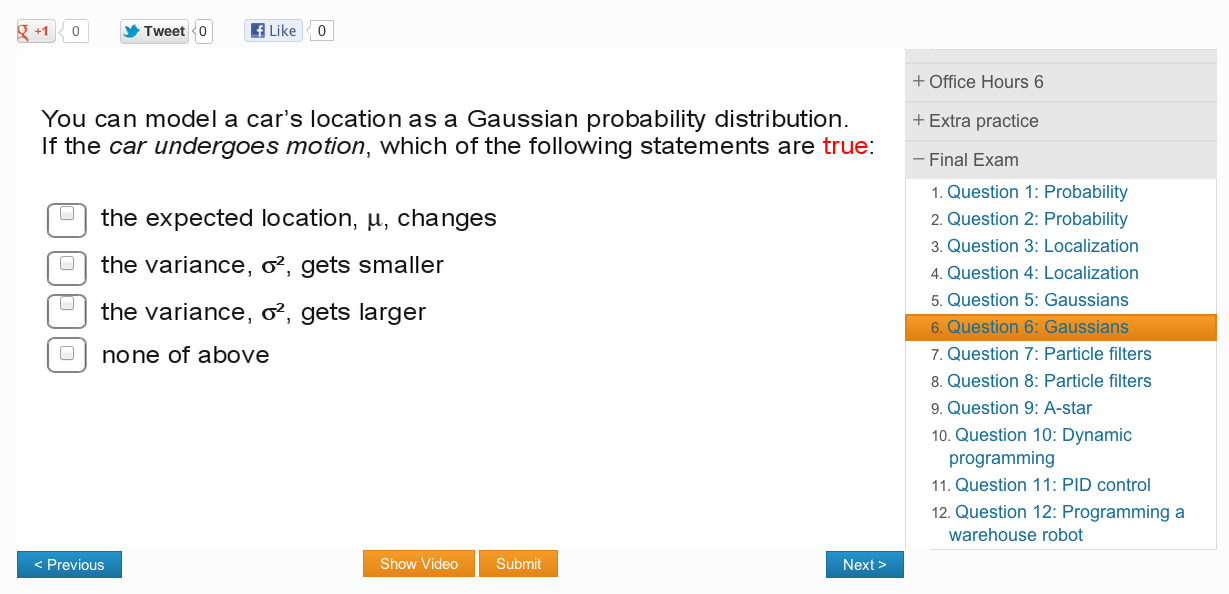 g +1 0 Tweet 0 f Like 0
You can model a car's location as a Gaussian probability distribution.
If the car undergoes motion, which of the following statements are true:
the expected location, μ, changes
the variance, σ², gets smaller
the variance, σ², gets larger
none of above
+ Office Hours 6
+ Extra practice
− Final Exam
1. Question 1: Probability
2. Question 2: Probability
3. Question 3: Localization
4. Question 4: Localization
5. Question 5: Gaussians
6. Question 6: Gaussians
7. Question 7: Particle filters
8. Question 8: Particle filters
9. Question 9: A-star
10. Question 10: Dynamic
programming
11. Question 11: PID control
12. Question 12: Programming a
warehouse robot
< Previous Show Video Submit Next >